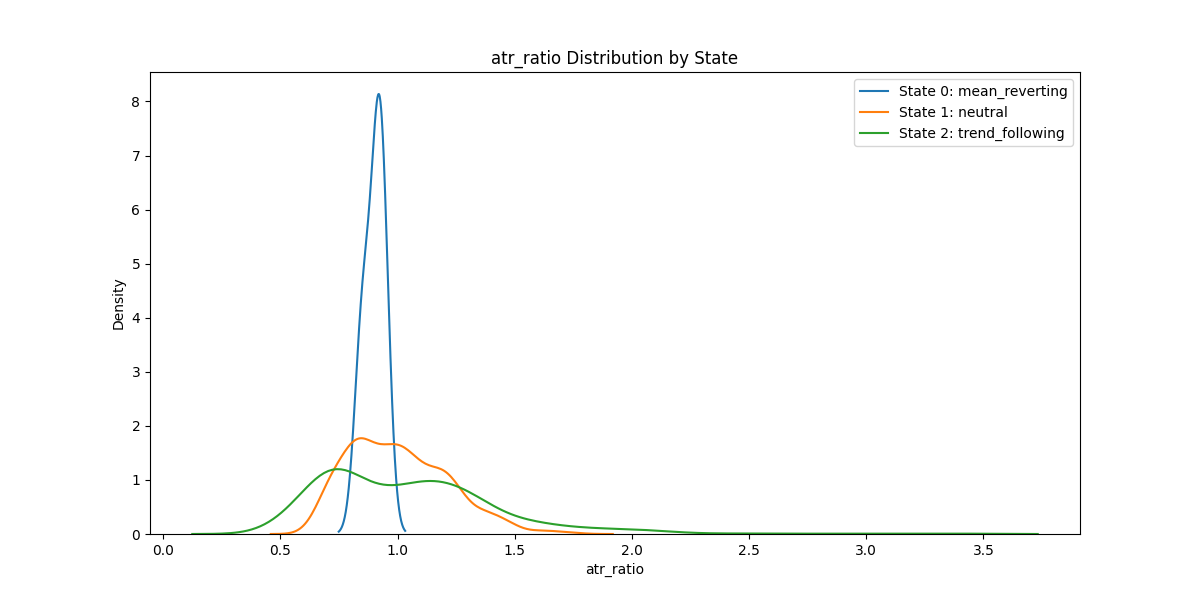 atr_ratio Distribution by State
State 0: mean_reverting
State 1: neutral
State 2: trend_following
Density
8
7
6
5
4
3
2
1
0
0.0 0.5 1.0 1.5 2.0 2.5 3.0 3.5
atr_ratio